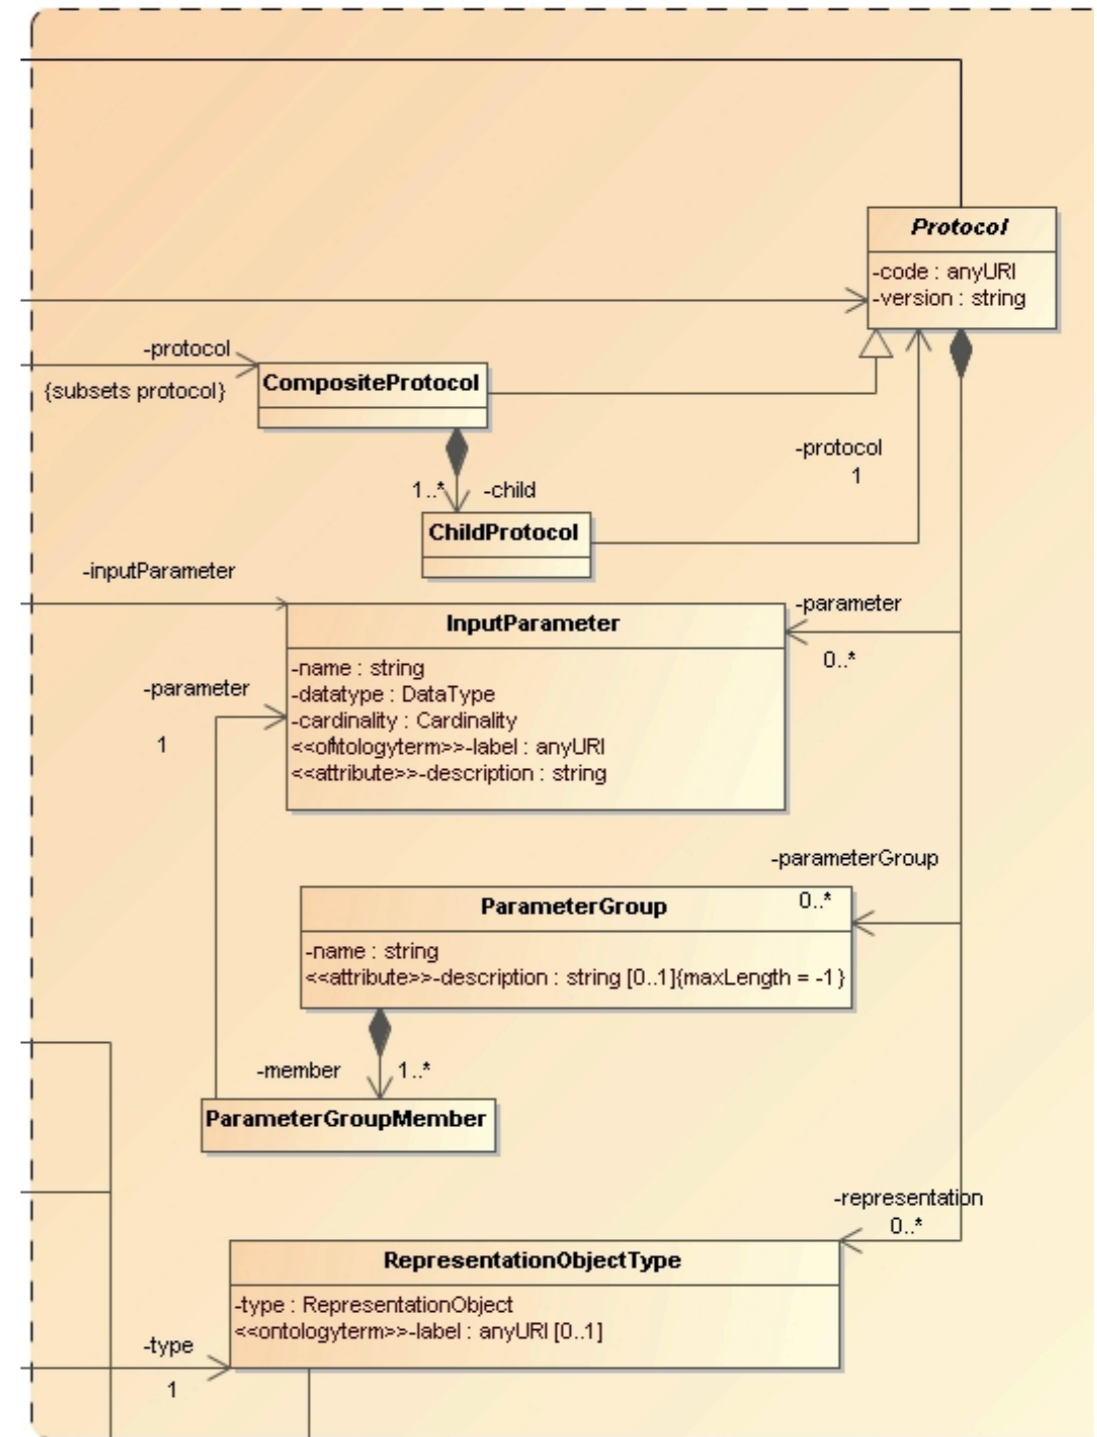 Protocol
-code : anyURI
-version : string
-protocol
{subsets protocol}
CompositeProtocol
-protocol
1
1..*
-child
ChildProtocol
-inputParameter
-parameter
0..*
InputParameter
-name : string
-datatype : DataType
-cardinality : Cardinality
<<ontologyterm>>-label : anyURI
<<attribute>>-description : string
-parameter
1
-parameterGroup
0..*
ParameterGroup
-name : string
<<attribute>>-description : string [0..1]{maxLength = -1}
-member
1..*
ParameterGroupMember
-representation
0..*
RepresentationObjectType
-type : RepresentationObject
<<ontologyterm>>-label : anyURI [0..1]
-type
1